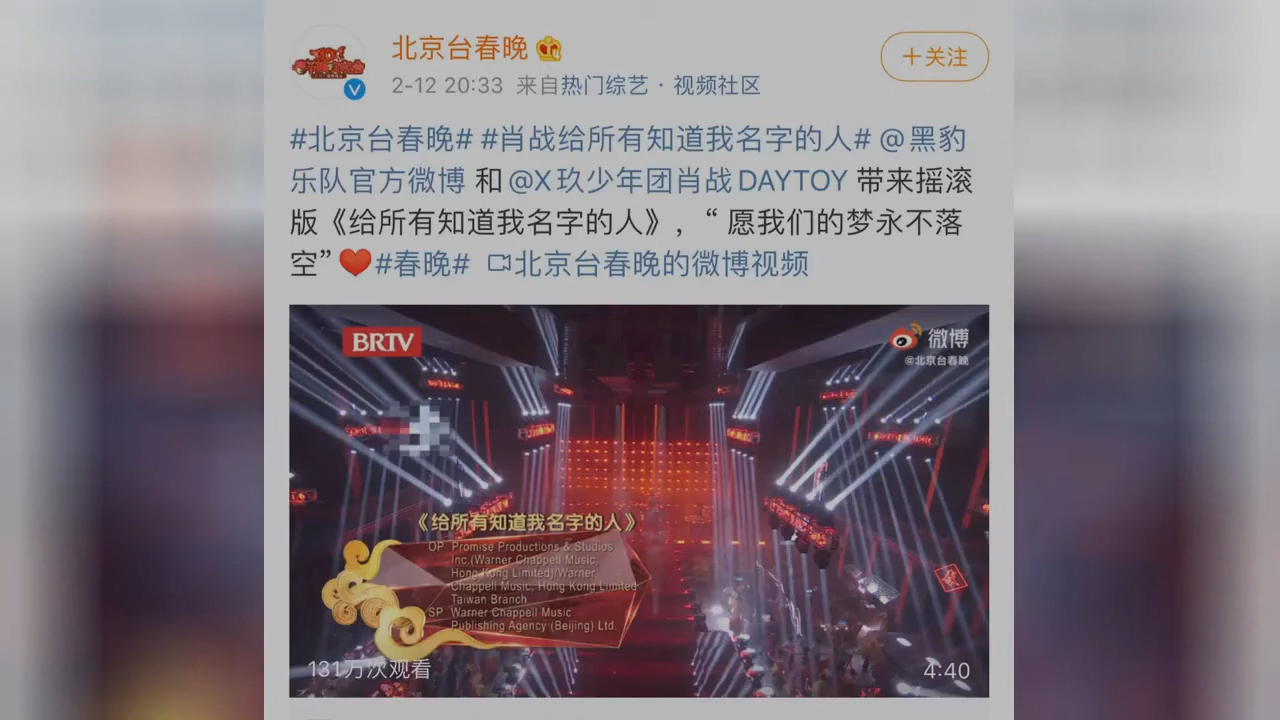 北京台春晚
2-12 20:33 来自热门综艺·视频社区
+关注
#北京台春晚# #肖战给所有知道我名字的人# @黑豹
乐队官方微博 和 @X玖少年团肖战DAYTOY 带来摇滚
版《给所有知道我名字的人》，“ 愿我们的梦永不落
空”#春晚# 北京台春晚的微博视频
BRTV
微博
@北京台春晚
《给所有知道我名字的人》
OP Promise Productions & Studios
Inc.(Warner Chappell Music
Hong Kong Limited)/Warner
Chappell Music, Hong Kong Limited
Taiwan Branch
SP Warner Chappell Music
Publishing Agency (Beijing) Ltd.
131万次观看
4:40